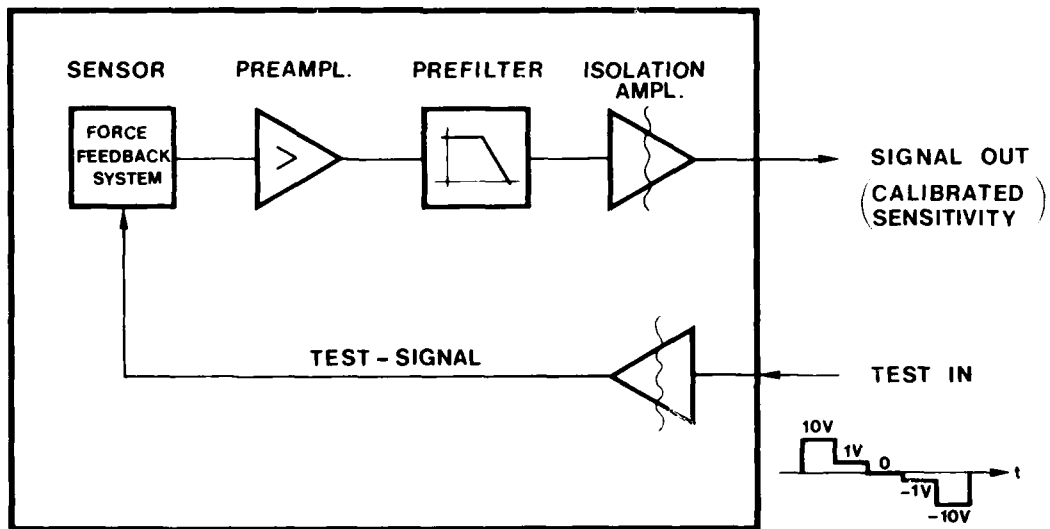 SENSOR
PREAMPL.
PREFILTER
ISOLATION
AMPL.
FORCE
FEEDBACK
SYSTEM
>
SIGNAL OUT
(CALIBRATED
SENSITIVITY)
TEST - SIGNAL
TEST IN
10V
1V
0
-1V
-10V
t